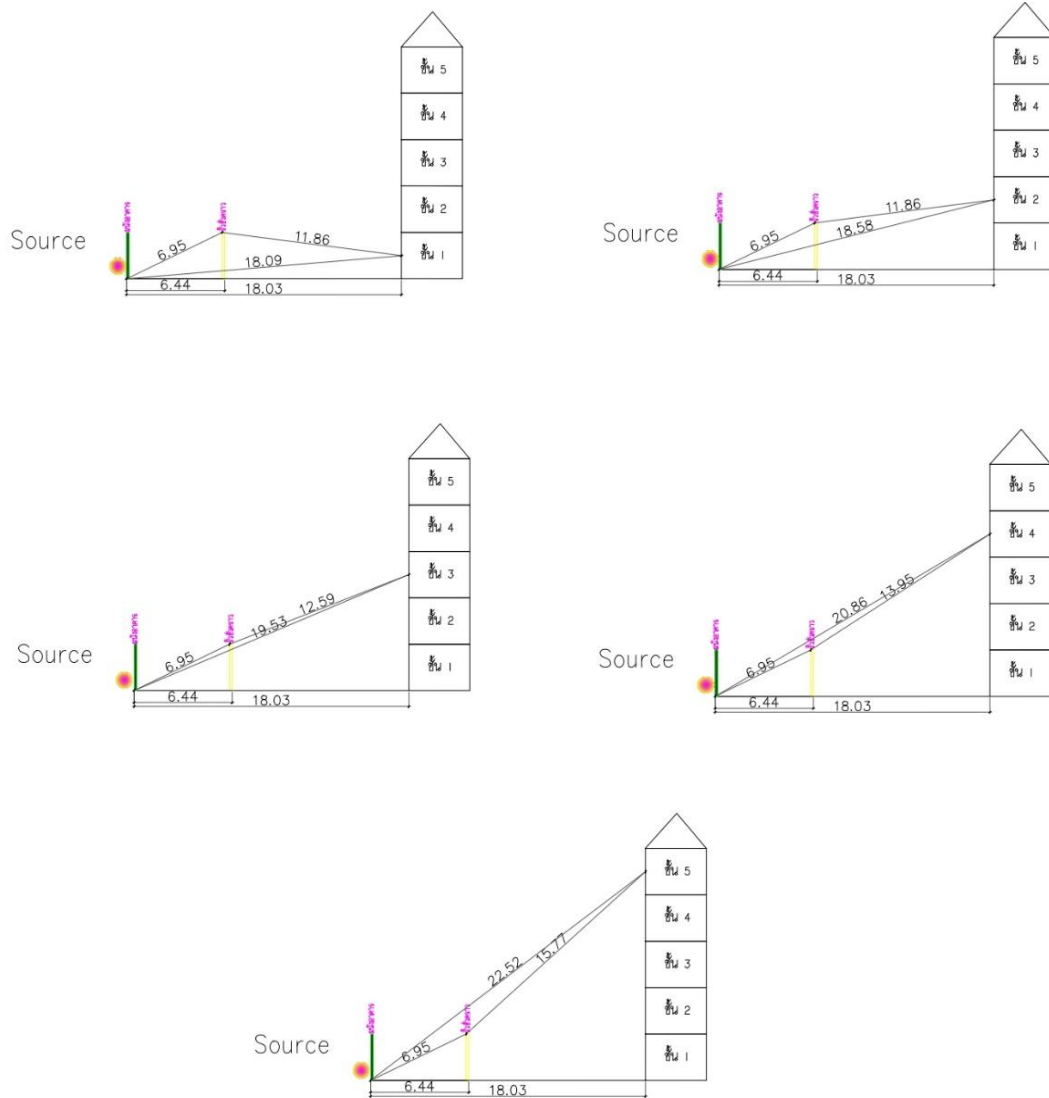 ชั้น 5
ชั้น 4
ชั้น 3
ชั้น 2
ชั้น 1
Source
6.95
11.86
18.09
6.44
18.03
ชั้น 5
ชั้น 4
ชั้น 3
ชั้น 2
ชั้น 1
Source
6.95
11.86
18.58
6.44
18.03
ชั้น 5
ชั้น 4
ชั้น 3
ชั้น 2
ชั้น 1
Source
6.95
19.53
12.59
6.44
18.03
ชั้น 5
ชั้น 4
ชั้น 3
ชั้น 2
ชั้น 1
Source
6.95
20.86
13.95
6.44
18.03
ชั้น 5
ชั้น 4
ชั้น 3
ชั้น 2
ชั้น 1
Source
6.95
22.52
15.77
6.44
18.03